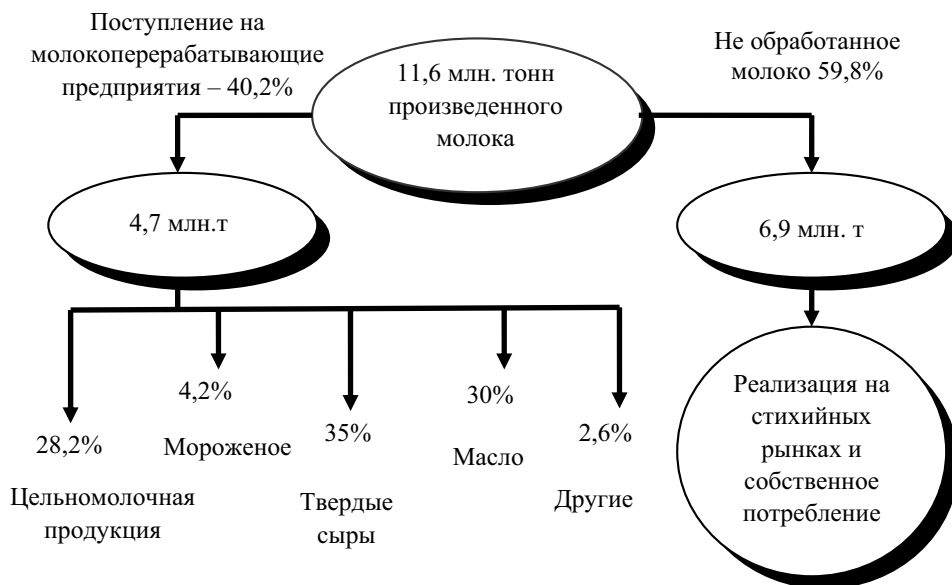 Поступление на
молокоперерабатывающие
предприятия – 40,2%
11,6 млн. тонн
произведенного
молока
Не обработанное
молоко 59,8%
4,7 млн.т
6,9 млн. т
28,2%
Цельномолочная
продукция
4,2%
Мороженое
35%
Твердые
сыры
30%
Масло
2,6%
Другие
Реализация на
стихийных
рынках и
собственное
потребление